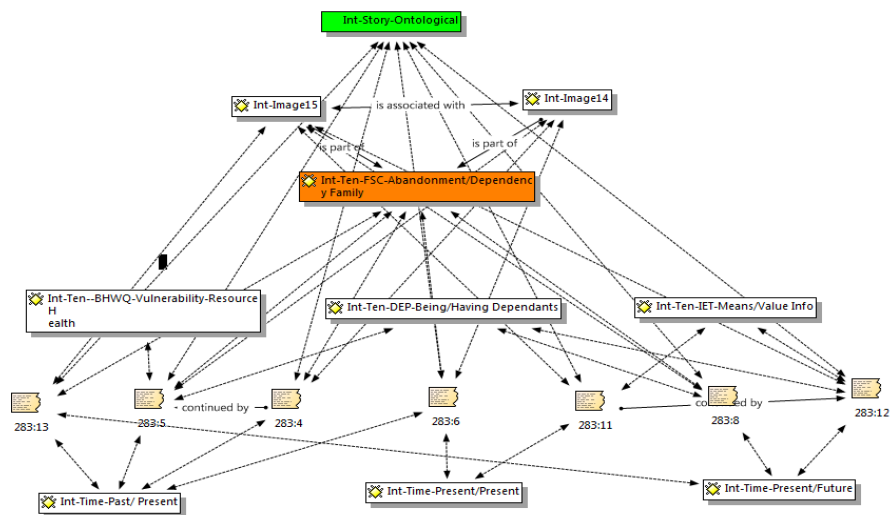 Int-Story-Ontological
Int-Image15
is associated with
Int-Image14
is part of
is part of
Int-Ten-FSC-Abandonment/Dependenc
y Family
Int-Ten--BHWQ-Vulnerability-Resource
H
ealth
Int-Ten-DEP-Being/Having Dependants
Int-Ten-IET-Means/Value Info
283:13
283:5
continued by
283:4
283:6
283:11
283:8
by
283:12
Int-Time-Past/ Present
Int-Time-Present/Present
Int-Time-Present/Future